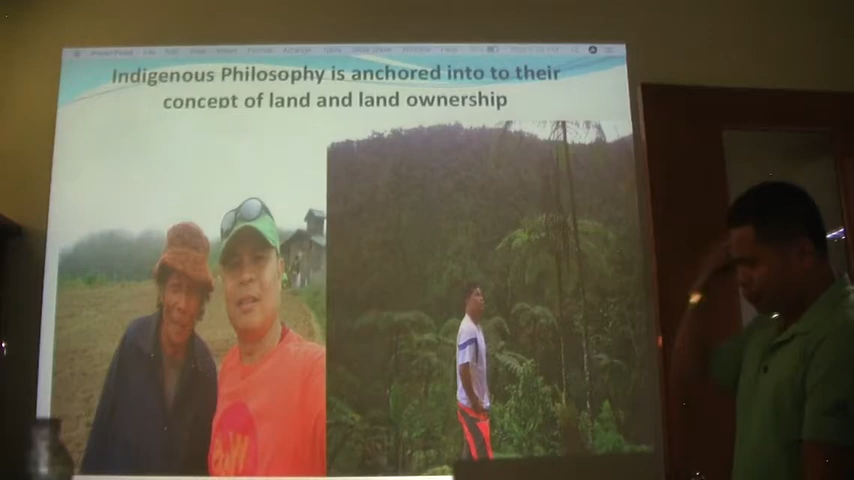 Indigenous Philosophy is anchored into to their
concept of land and land ownership